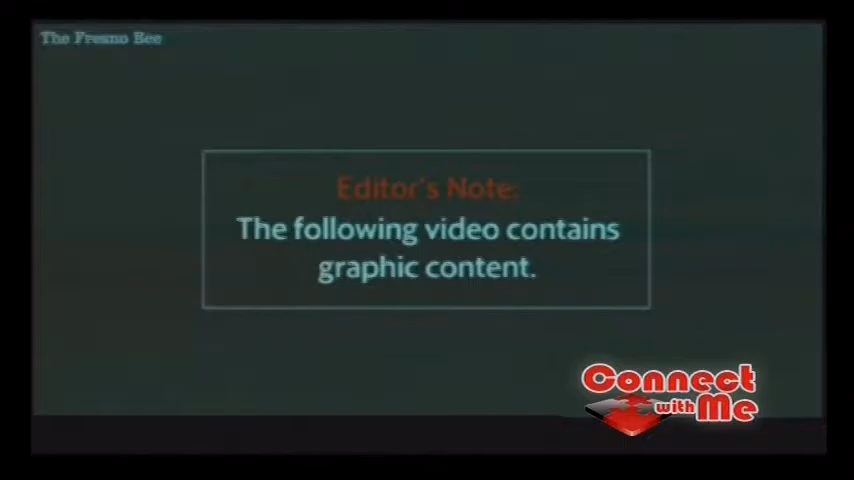 The Fresno Bee
Editor's Note:
The following video contains
graphic content.
Connect
with Me